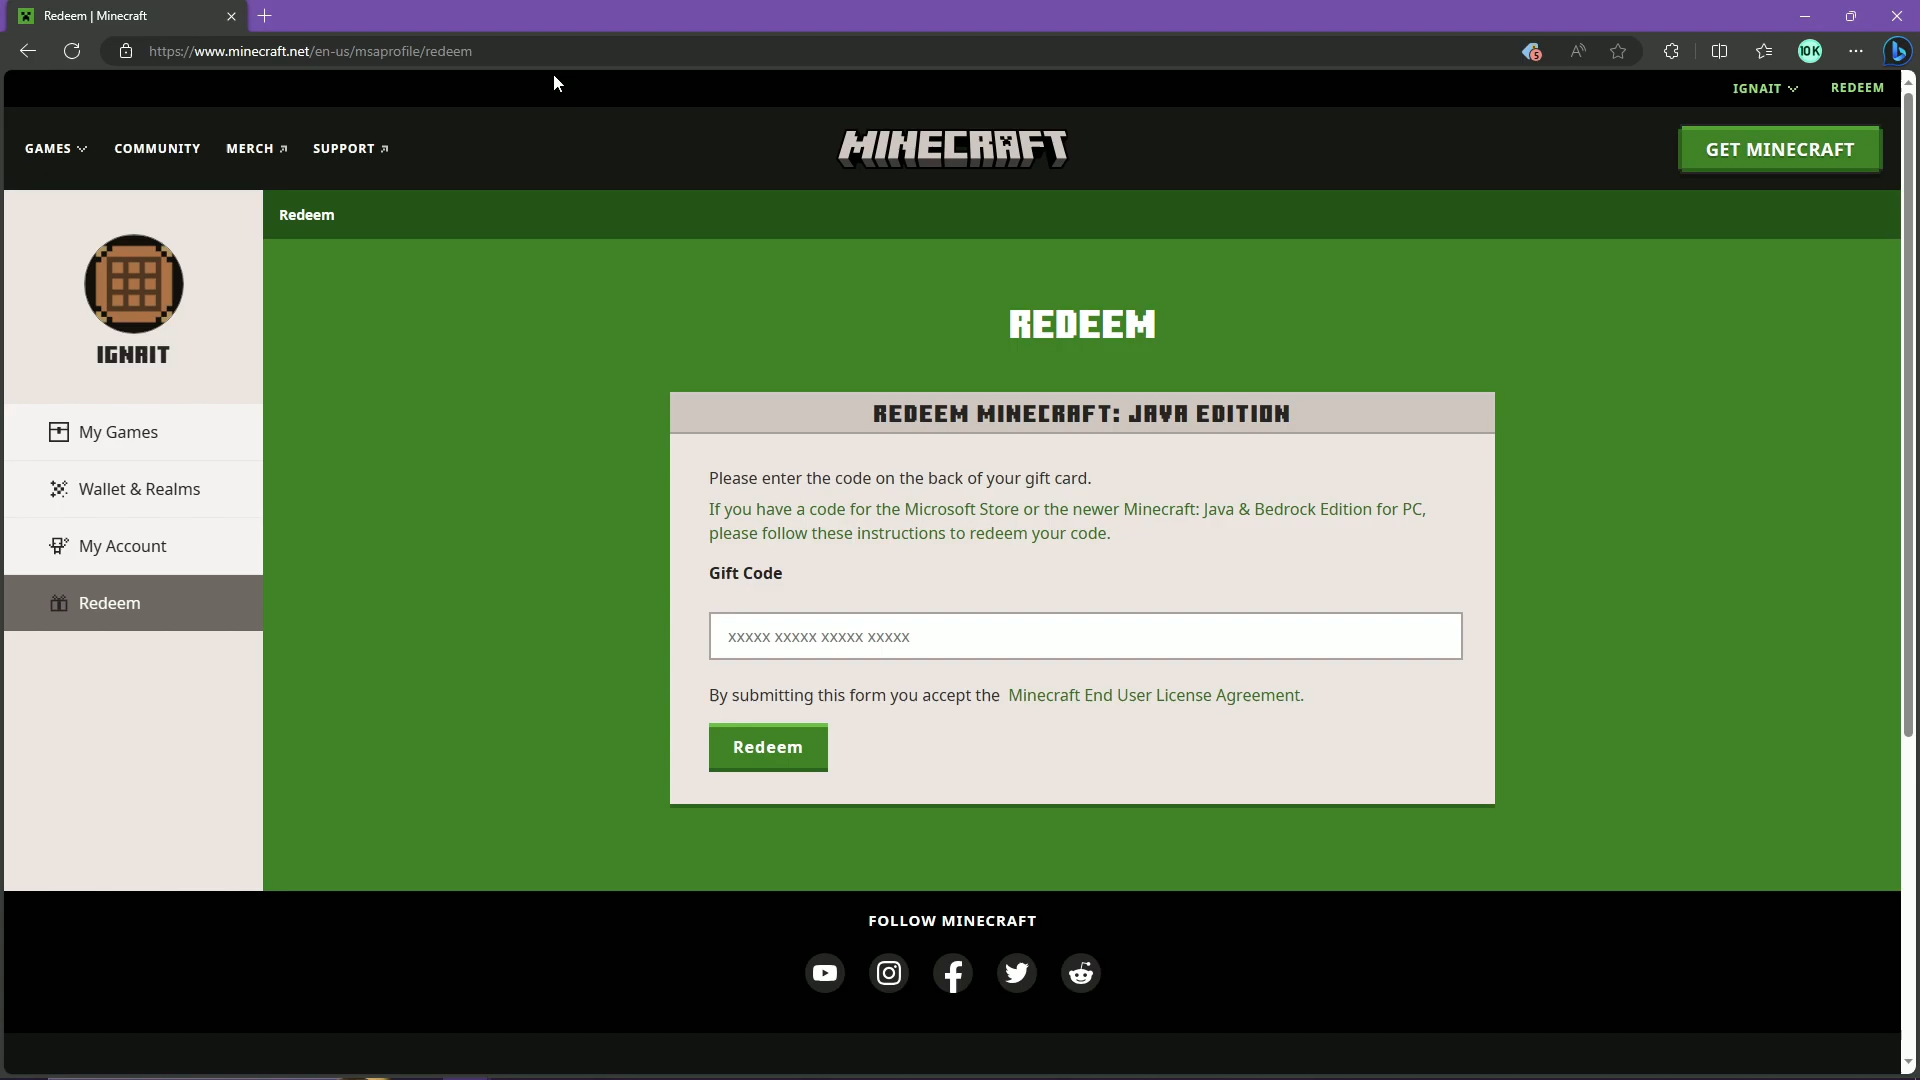 Redeem | Minecraft
https://www.minecraft.net/en-us/msaprofile/redeem
5
A
10K
b
IGNAIT
REDEEM
GAMES
COMMUNITY
MERCH
SUPPORT
MINECRAFT
GET MINECRAFT
Redeem
IGNAIT
My Games
Wallet & Realms
My Account
Redeem
REDEEM
REDEEM MINECRAFT: JAVA EDITION
Please enter the code on the back of your gift card.
If you have a code for the Microsoft Store or the newer Minecraft: Java & Bedrock Edition for PC,
please follow these instructions to redeem your code.
Gift Code
xxxxx xxxxx xxxxx xxxxx
By submitting this form you accept the Minecraft End User License Agreement.
Redeem
FOLLOW MINECRAFT